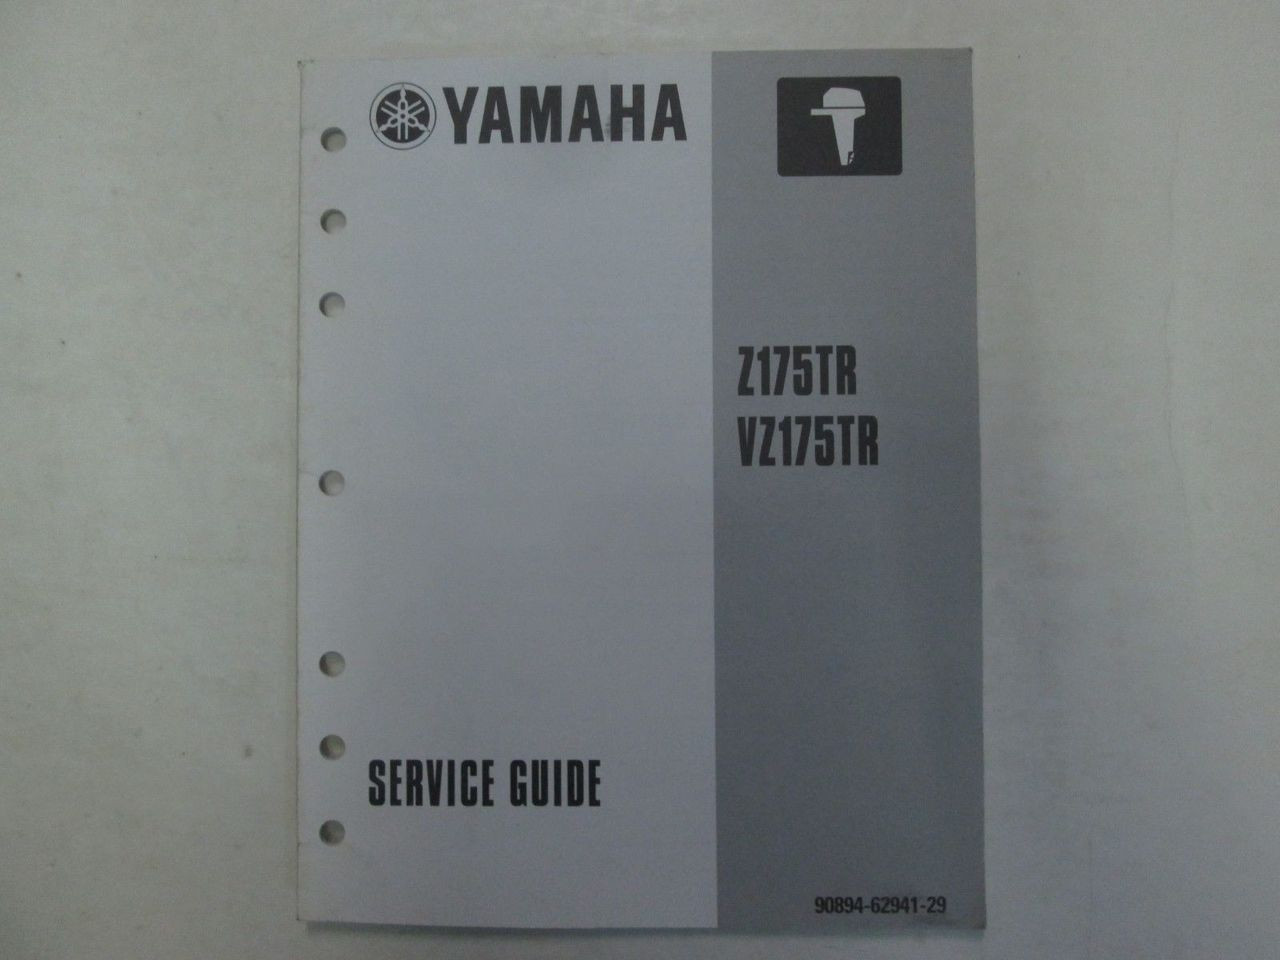 YAMAHA
Z175TR
VZ175TR
SERVICE GUIDE
90894-62941-29